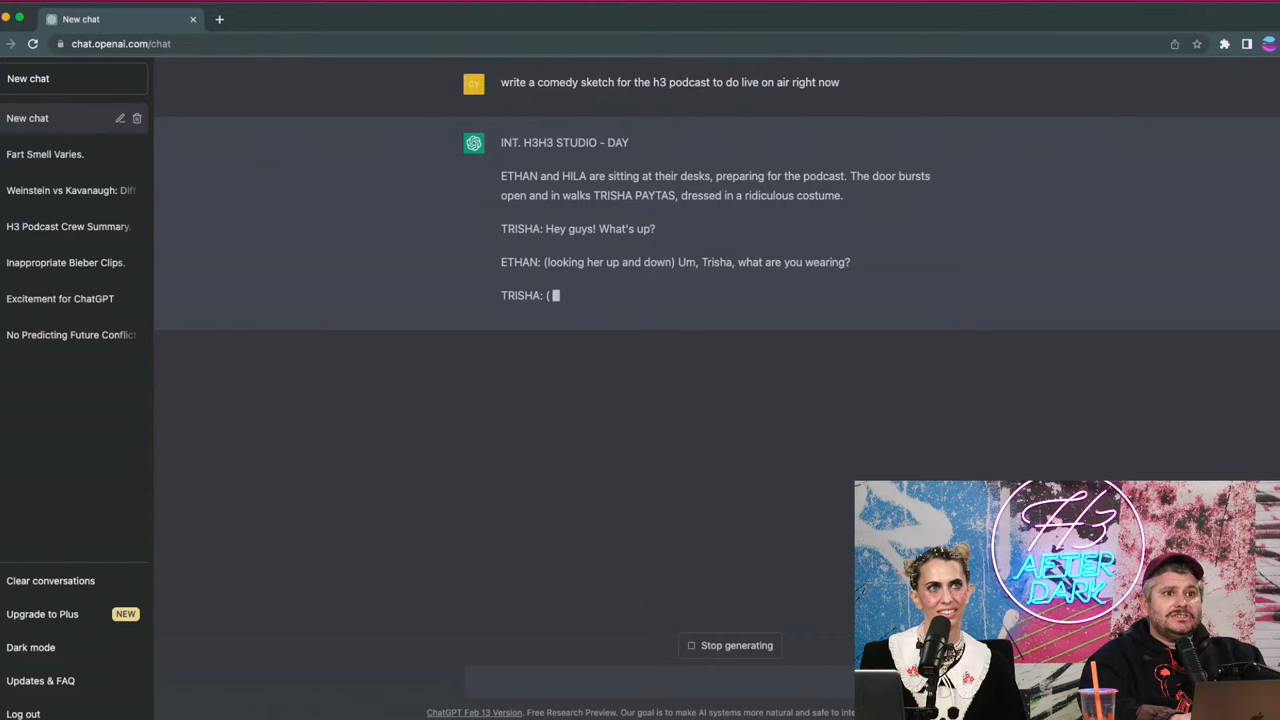 New chat
chat.openai.com/chat
New chat
New chat
Fart Smell Varies.
Weinstein vs Kavanaugh: Dif
H3 Podcast Crew Summary.
Inappropriate Bieber Clips.
Excitement for ChatGPT
No Predicting Future Conflic
Clear conversations
Upgrade to Plus NEW
Dark mode
Updates & FAQ
Log out
CY write a comedy sketch for the h3 podcast to do live on air right now
INT. H3H3 STUDIO - DAY
ETHAN and HILA are sitting at their desks, preparing for the podcast. The door bursts
open and in walks TRISHA PAYTAS, dressed in a ridiculous costume.
TRISHA: Hey guys! What's up?
ETHAN: (looking her up and down) Um, Trisha, what are you wearing?
TRISHA: (
Stop generating
ChatGPT Feb 13 Version. Free Research Preview. Our goal is to make AI systems more natural and safe to inte
H3
AFTER
DARK